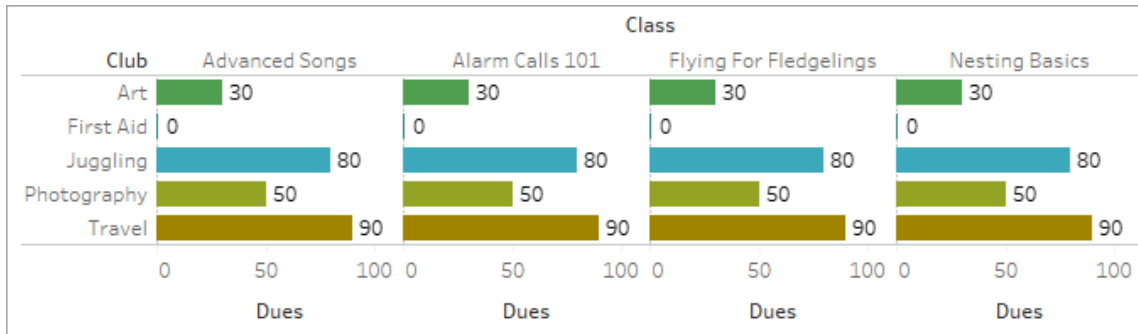 Class
Club Advanced Songs Alarm Calls 101 Flying For Fledgelings Nesting Basics
Art 30 30 30 30
First Aid 0 0 0 0
Juggling 80 80 80 80
Photography 50 50 50 50
Travel 90 90 90 90
0 50 100 0 50 100 0 50 100 0 50 100
Dues Dues Dues Dues